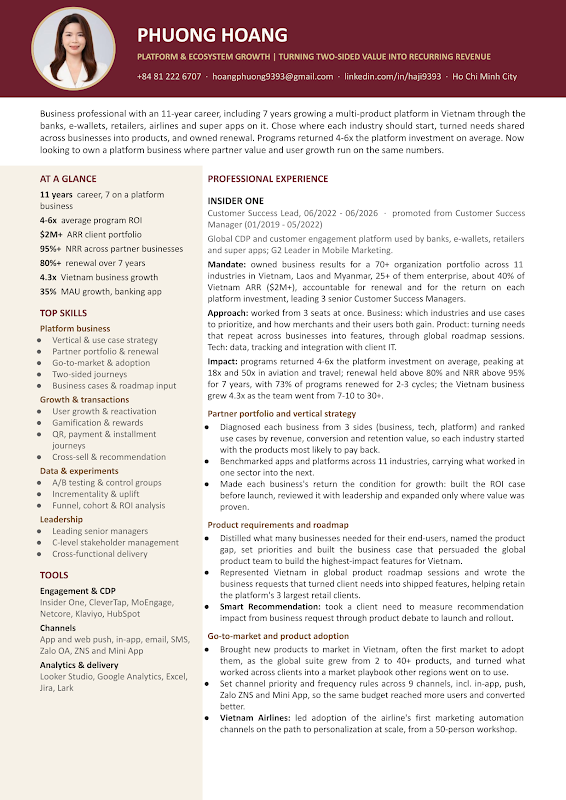 PHUONG HOANG
PLATFORM & ECOSYSTEM GROWTH | TURNING TWO-SIDED VALUE INTO RECURRING REVENUE
+84 81 222 6707 · hoangphuong9393@gmail.com · linkedin.com/in/haji9393 · Ho Chi Minh City
Business professional with an 11-year career, including 7 years growing a multi-product platform in Vietnam through the
banks, e-wallets, retailers, airlines and super apps on it. Chose where each industry should start, turned needs shared
across businesses into products, and owned renewal. Programs returned 4-6x the platform investment on average. Now
looking to own a platform business where partner value and user growth run on the same numbers.
AT A GLANCE
11 years career, 7 on a platform
business
4-6x average program ROI
$2M+ ARR client portfolio
95%+ NRR across partner businesses
80%+ renewal over 7 years
4.3x Vietnam business growth
35% MAU growth, banking app
TOP SKILLS
Platform business
● Vertical & use case strategy
● Partner portfolio & renewal
● Go-to-market & adoption
● Two-sided journeys
● Business cases & roadmap input
Growth & transactions
● User growth & reactivation
● Gamification & rewards
● QR, payment & instalment
journeys
● Cross-sell & recommendation
Data & experiments
● A/B testing & control groups
● Incrementality & uplift
● Funnel, cohort & ROI analysis
Leadership
● Leading senior managers
● C-level stakeholder management
● Cross-functional delivery
TOOLS
Engagement & CDP
Insider One, CleverTap, MoEngage,
Netcore, Klaviyo, HubSpot
Channels
App and web push, in-app, email, SMS,
Zalo OA, ZNS and Mini App
Analytics & delivery
Looker Studio, Google Analytics, Excel,
Jira, Lark
PROFESSIONAL EXPERIENCE
INSIDER ONE
Customer Success Lead, 06/2022 - 06/2026 · promoted from Customer Success
Manager (01/2019 - 05/2022)
Global CDP and customer engagement platform used by banks, e-wallets, retailers
and super apps; G2 Leader in Mobile Marketing.
Mandate: owned business results for a 70+ organization portfolio across 11
industries in Vietnam, Laos and Myanmar, 25+ of them enterprise, about 40% of
Vietnam ARR ($2M+), accountable for renewal and for the return on each
platform investment, leading 3 senior Customer Success Managers.
Approach: worked from 3 seats at once. Business: which industries and use cases
to prioritize, and how merchants and their users both gain. Product: turning needs
that repeat across businesses into features, through global roadmap sessions.
Tech: data, tracking and integration with client IT.
Impact: programs returned 4-6x the platform investment on average, peaking at
18x and 50x in aviation and travel; renewal held above 80% and NRR above 95%
for 7 years, with 73% of programs renewed for 2-3 cycles; the Vietnam business
grew 4.3x as the team went from 7-10 to 30+.
Partner portfolio and vertical strategy
● Diagnosed each business from 3 sides (business, tech, platform) and ranked
use cases by revenue, conversion and retention value, so each industry started
with the products most likely to pay back.
● Benchmarked apps and platforms across 11 industries, carrying what worked in
one sector into the next.
● Made each business's return the condition for growth: built the ROI case
before launch, reviewed it with leadership and expanded only where value was
proven.
Product requirements and roadmap
● Distilled what many businesses needed for their end-users, named the product
gap, set priorities and built the business case that persuaded the global
product team to build the highest-impact features for Vietnam.
● Represented Vietnam in global product roadmap sessions and wrote the
business requests that turned client needs into shipped features, helping retain
the platform's 3 largest retail clients.
● Smart Recommendation: took a client need to measure recommendation
impact from business request through product debate to launch and rollout.
Go-to-market and product adoption
● Brought new products to market in Vietnam, often the first market to adopt
them, as the global suite grew from 2 to 40+ products, and turned what
worked across clients into a market playbook other regions went on to use.
● Set channel priority and frequency rules across 9 channels, incl. in-app, push,
Zalo ZNS and Mini App, so the same budget reached more users and converted
better.
● Vietnam Airlines: led adoption of the airline's first marketing automation
channels on the path to personalization at scale, from a 50-person workshop.